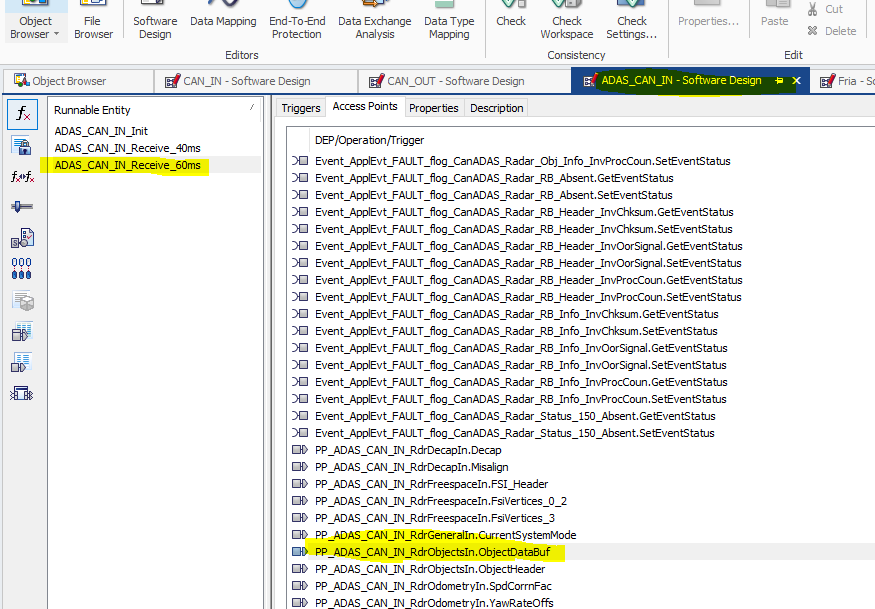 Object
Browser
File
Browser
Software
Design
Data Mapping
End-To-End
Protection
Data Exchange
Analysis
Data Type
Mapping
Editors
Check
Check
Workspace
Check
Settings...
Consistency
Properties...
Paste
Cut
Delete
Edit
Object Browser
CAN_IN - Software Design
CAN_OUT - Software Design
ADAS_CAN_IN - Software Design
Fria - So
Runnable Entity
ADAS_CAN_IN_Init
ADAS_CAN_IN_Receive_40ms
ADAS_CAN_IN_Receive_60ms
Triggers
Access Points
Properties
Description
DEP/Operation/Trigger
Event_ApplEvt_FAULT_flog_CanADAS_Radar_Obj_Info_InvProcCoun.SetEventStatus
Event_ApplEvt_FAULT_flog_CanADAS_Radar_RB_Absent.GetEventStatus
Event_ApplEvt_FAULT_flog_CanADAS_Radar_RB_Absent.SetEventStatus
Event_ApplEvt_FAULT_flog_CanADAS_Radar_RB_Header_InvChksum.GetEventStatus
Event_ApplEvt_FAULT_flog_CanADAS_Radar_RB_Header_InvChksum.SetEventStatus
Event_ApplEvt_FAULT_flog_CanADAS_Radar_RB_Header_InvOorSignal.GetEventStatus
Event_ApplEvt_FAULT_flog_CanADAS_Radar_RB_Header_InvOorSignal.SetEventStatus
Event_ApplEvt_FAULT_flog_CanADAS_Radar_RB_Header_InvProcCoun.GetEventStatus
Event_ApplEvt_FAULT_flog_CanADAS_Radar_RB_Header_InvProcCoun.SetEventStatus
Event_ApplEvt_FAULT_flog_CanADAS_Radar_RB_Info_InvChksum.GetEventStatus
Event_ApplEvt_FAULT_flog_CanADAS_Radar_RB_Info_InvChksum.SetEventStatus
Event_ApplEvt_FAULT_flog_CanADAS_Radar_RB_Info_InvOorSignal.GetEventStatus
Event_ApplEvt_FAULT_flog_CanADAS_Radar_RB_Info_InvOorSignal.SetEventStatus
Event_ApplEvt_FAULT_flog_CanADAS_Radar_RB_Info_InvProcCoun.GetEventStatus
Event_ApplEvt_FAULT_flog_CanADAS_Radar_RB_Info_InvProcCoun.SetEventStatus
Event_ApplEvt_FAULT_flog_CanADAS_Radar_Status_150_Absent.GetEventStatus
Event_ApplEvt_FAULT_flog_CanADAS_Radar_Status_150_Absent.SetEventStatus
PP_ADAS_CAN_IN_RdrDecapIn.Decap
PP_ADAS_CAN_IN_RdrDecapIn.Misalign
PP_ADAS_CAN_IN_RdrFreespaceIn.FSI_Header
PP_ADAS_CAN_IN_RdrFreespaceIn.FsiVertices_0_2
PP_ADAS_CAN_IN_RdrFreespaceIn.FsiVertices_3
PP_ADAS_CAN_IN_RdrGeneralIn.CurrentSystemMode
PP_ADAS_CAN_IN_RdrObjectsIn.ObjectDataBuf
PP_ADAS_CAN_IN_RdrObjectsIn.ObjectHeader
PP_ADAS_CAN_IN_RdrOdometryIn.SpdCorrnFac
PP_ADAS_CAN_IN_RdrOdometryIn.YawRateOffs